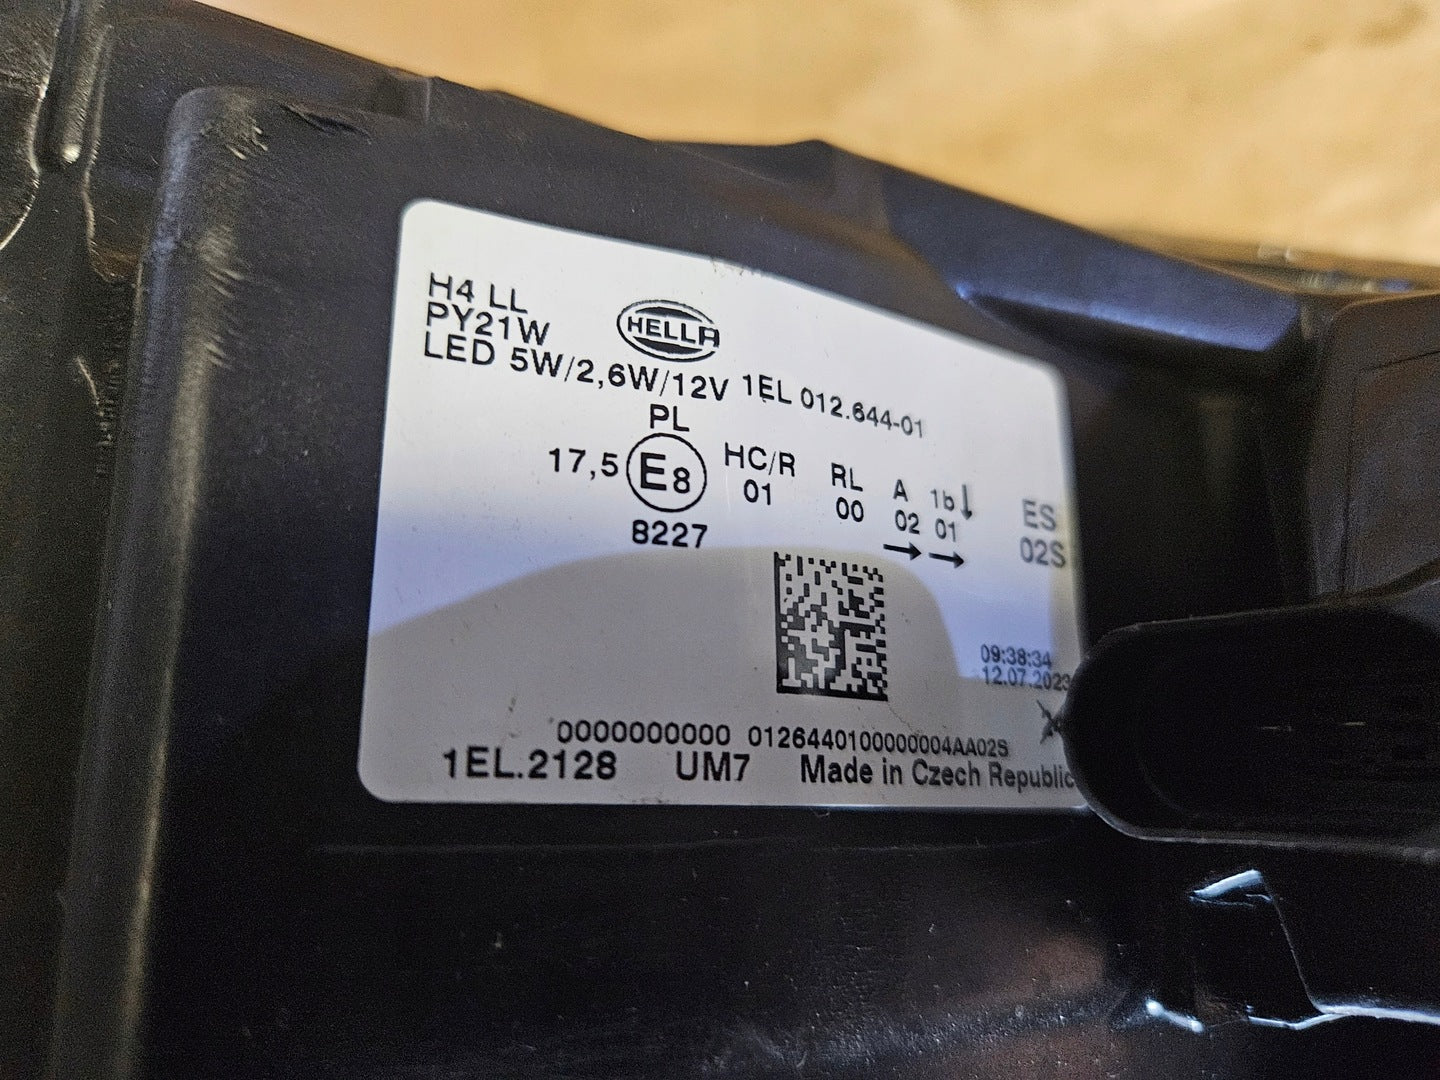 H4 LL
PY21W
LED 5W/2,6W/12V
HELLA
1EL 012.644-01
PL
17,5 E8 HC/R RL A 1b↓ ES
01 00 02 01 02S
8227 → →
09:38:34
12.07.2023
0000000000 0126440100000004AA02S
1EL.2128 UM7 Made in Czech Republic